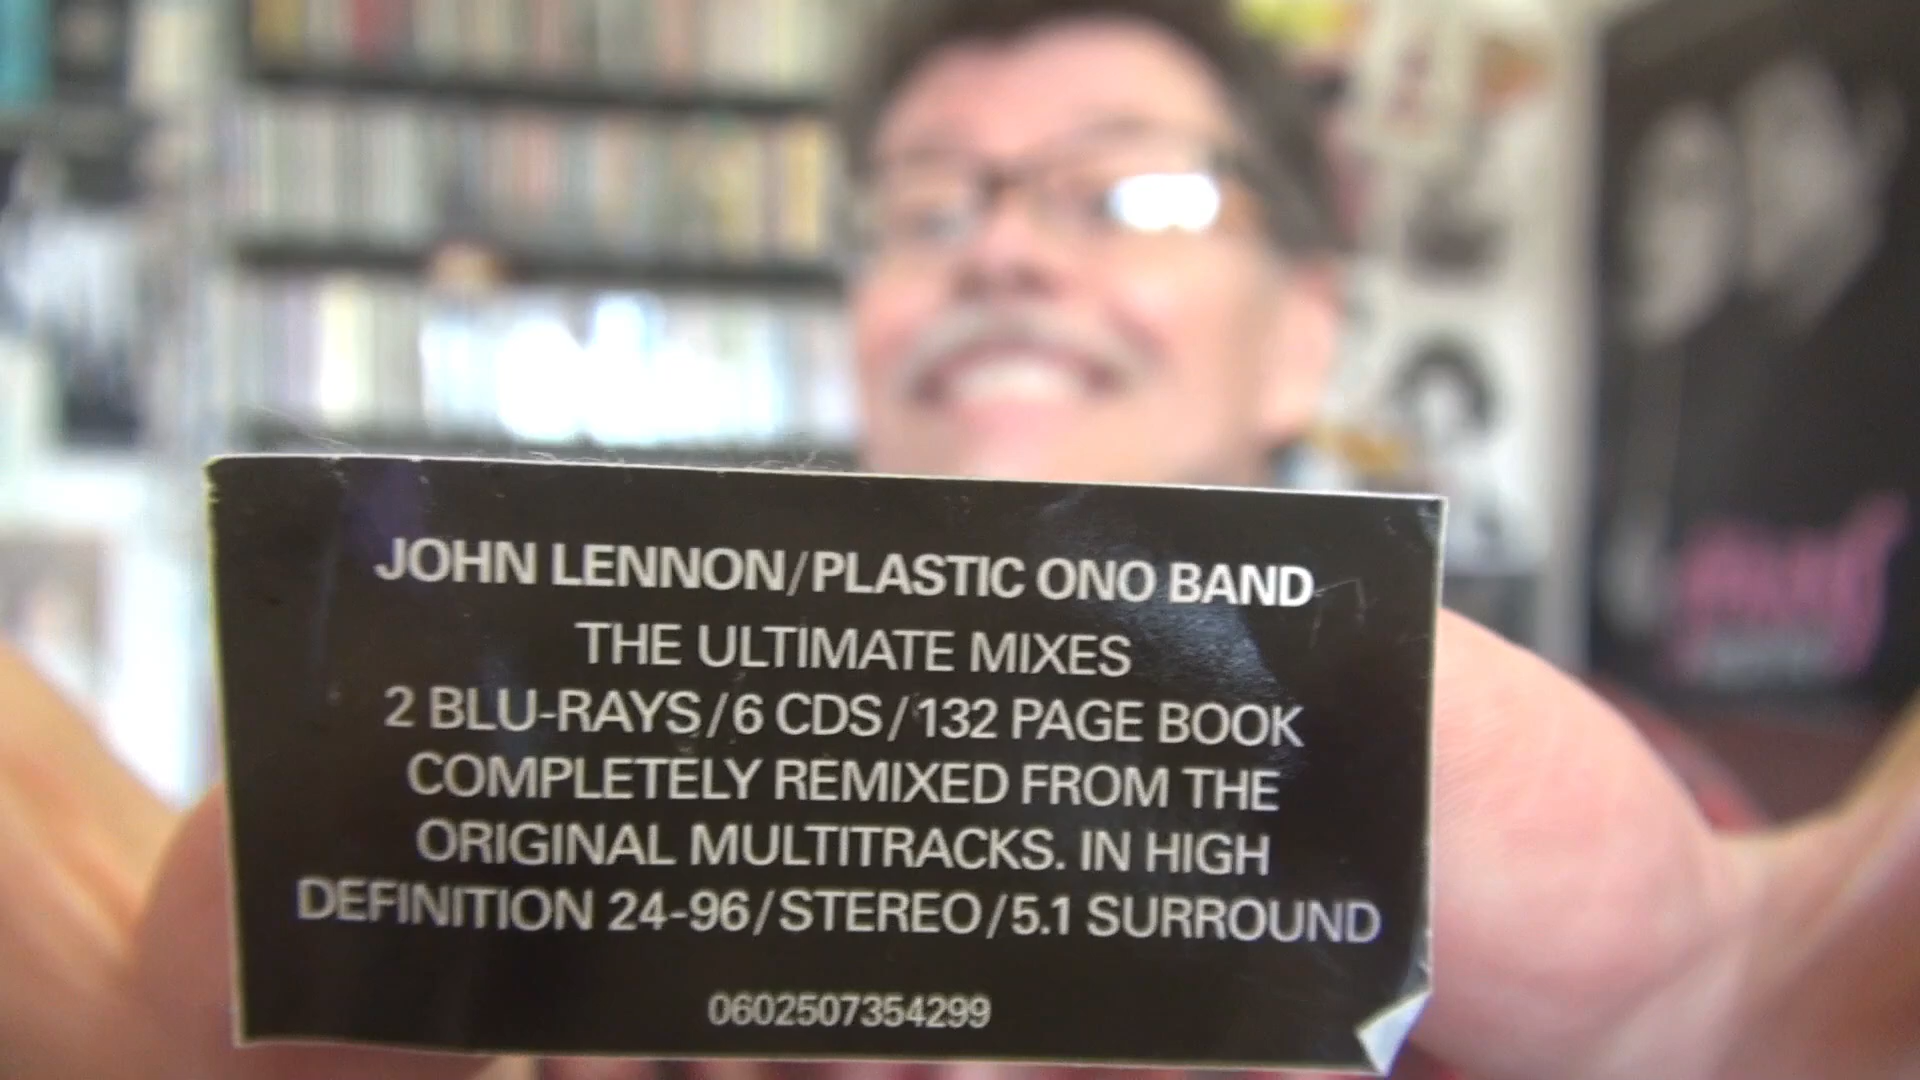 JOHN LENNON/PLASTIC ONO BAND
THE ULTIMATE MIXES
2 BLU-RAYS/6 CDS/132 PAGE BOOK
COMPLETELY REMIXED FROM THE
ORIGINAL MULTITRACKS. IN HIGH
DEFINITION 24-96/STEREO/5.1 SURROUND
0602507354299